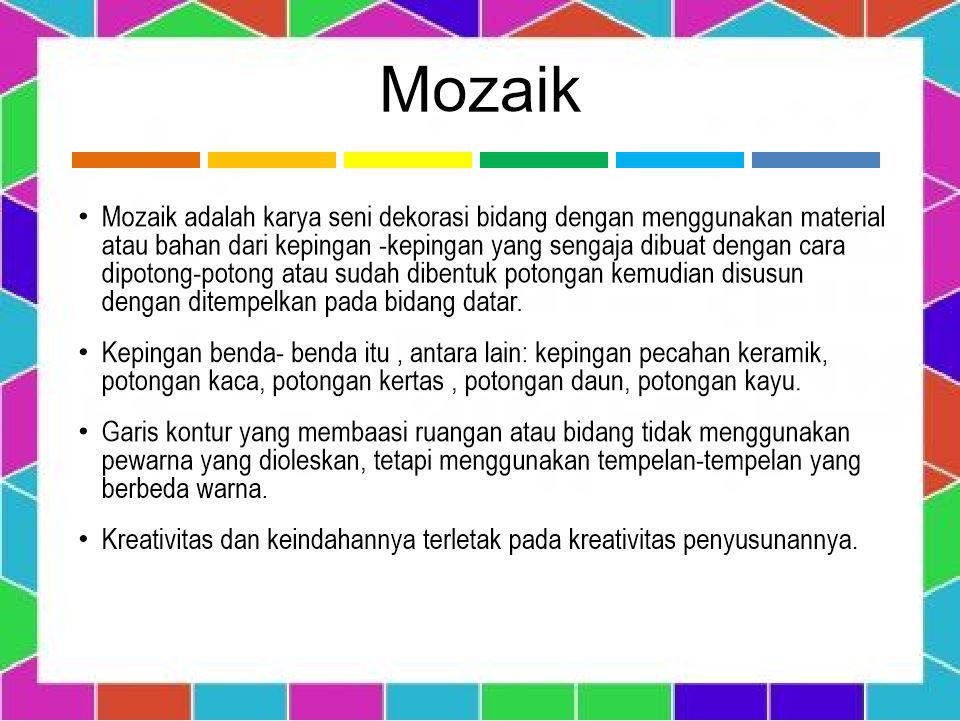 Mozaik
• Mozaik adalah karya seni dekorasi bidang dengan menggunakan material
atau bahan dari kepingan -kepingan yang sengaja dibuat dengan cara
dipotong-potong atau sudah dibentuk potongan kemudian disusun
dengan ditempelkan pada bidang datar.
• Kepingan benda- benda itu , antara lain: kepingan pecahan keramik,
potongan kaca, potongan kertas , potongan daun, potongan kayu.
• Garis kontur yang membaasi ruangan atau bidang tidak menggunakan
pewarna yang dioleskan, tetapi menggunakan tempelan-tempelan yang
berbeda warna.
• Kreativitas dan keindahannya terletak pada kreativitas penyusunannya.